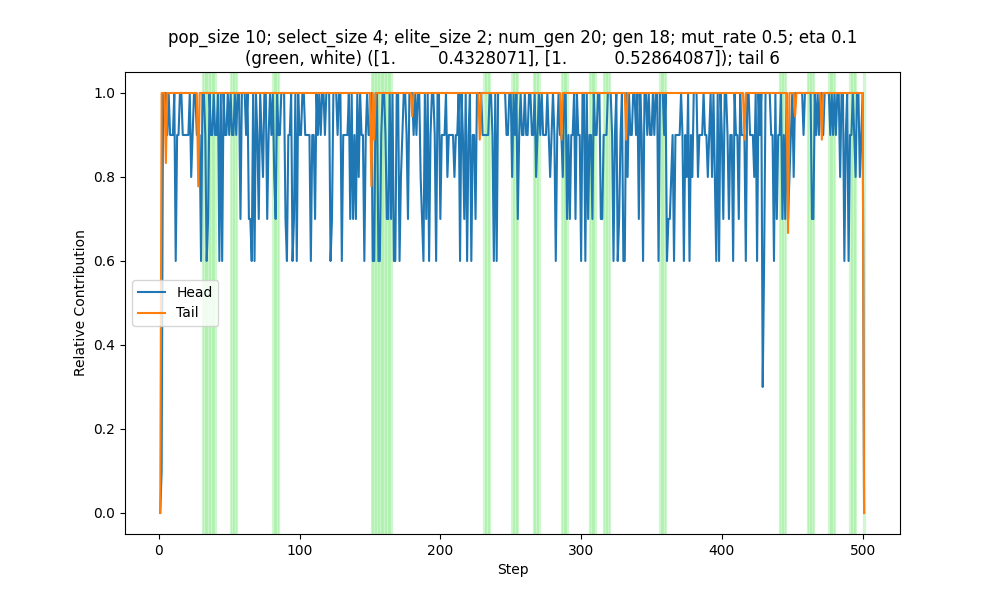 pop_size 10; select_size 4; elite_size 2; num_gen 20; gen 18; mut_rate 0.5; eta 0.1
(green, white) ([1. 0.4328071], [1. 0.52864087]); tail 6
1.0
0.8
0.6
0.4
0.2
0.0
Relative Contribution
Head
Tail
0 100 200 300 400 500
Step